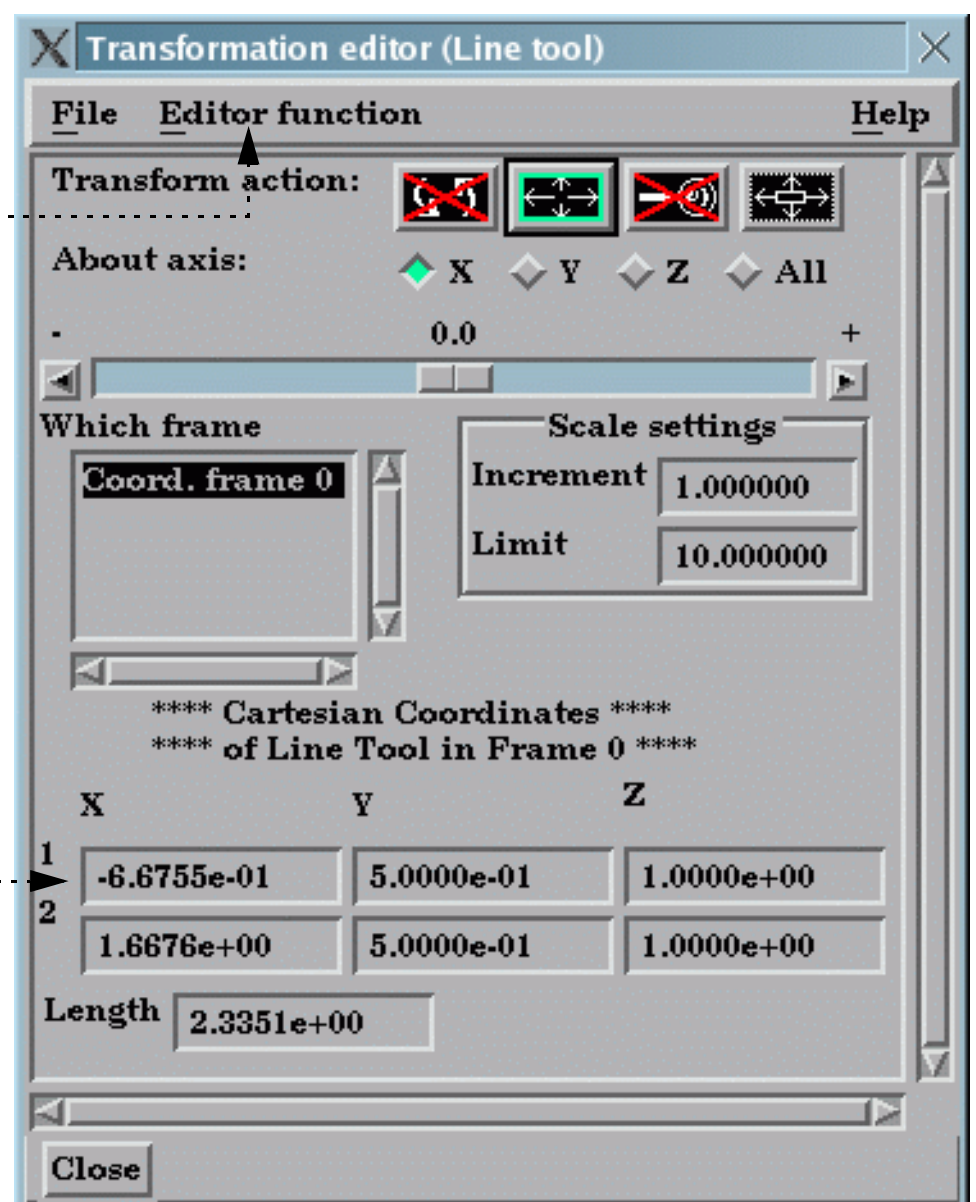 Transformation editor (Line tool)
File Editor function Help
Transform action:
About axis: X Y Z All
- 0.0 +
Which frame
Coord. frame 0
Scale settings
Increment 1.000000
Limit 10.000000
**** Cartesian Coordinates ****
**** of Line Tool in Frame 0 ****
X Y Z
1 -6.6755e-01 5.0000e-01 1.0000e+00
2 1.6676e+00 5.0000e-01 1.0000e+00
Length 2.3351e+00
Close